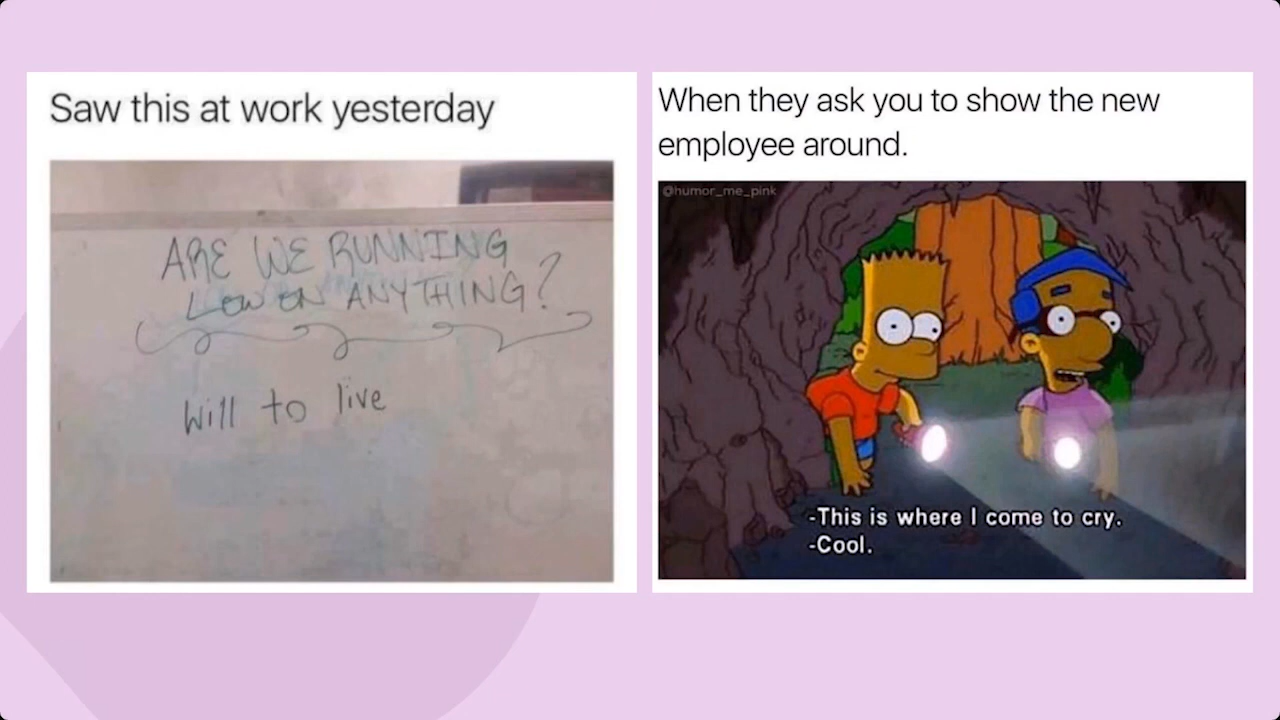 Saw this at work yesterday
ARE WE RUNNING
LOW ON ANYTHING?
Will to live
When they ask you to show the new
employee around.
@humor_me_pink
-This is where I come to cry.
-Cool.